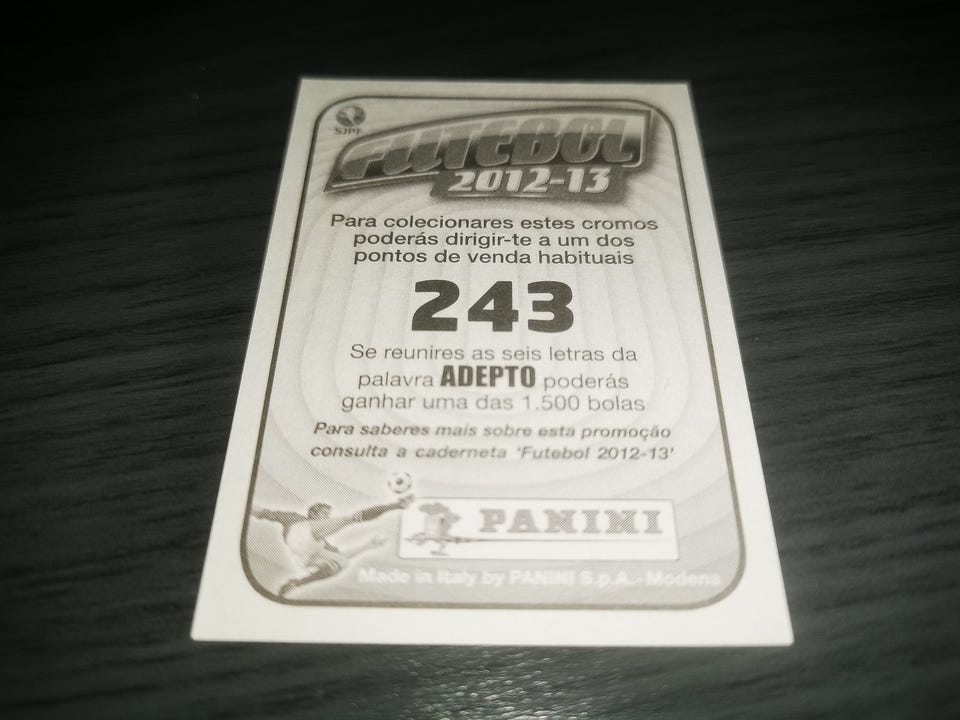 SJPF
FUTEBOL
2012-13
Para colecionares estes cromos
poderás dirigir-te a um dos
pontos de venda habituais
243
Se reunires as seis letras da
palavra ADEPTO poderás
ganhar uma das 1.500 bolas
Para saberes mais sobre esta promoção
consulta a caderneta 'Futebol 2012-13'
PANINI
Made in Italy by PANINI S.p.A.-Modena